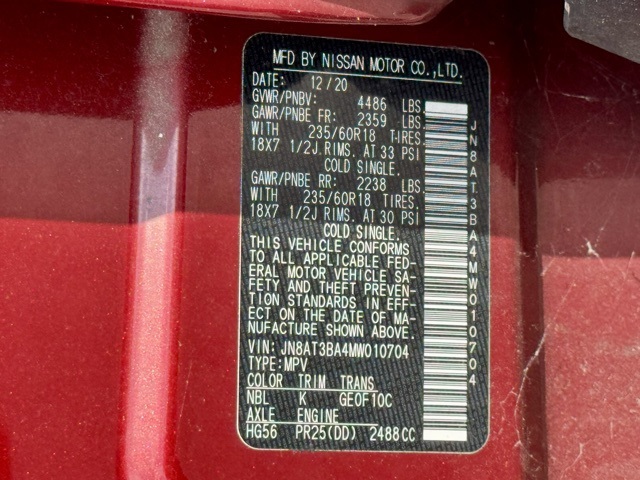 MFD BY NISSAN MOTOR CO.,LTD.
DATE: 12/20
GVWR/PNBV: 4486 LBS
GAWR/PNBE FR: 2359 LBS.
WITH 235/60R18 TIRES.
18X7 1/2J RIMS, AT 33 PSI
COLD SINGLE.
GAWR/PNBE RR: 2238 LBS.
WITH 235/60R18 TIRES.
18X7 1/2J RIMS, AT 30 PSI
COLD SINGLE.
THIS VEHICLE CONFORMS
TO ALL APPLICABLE FED-
ERAL MOTOR VEHICLE SA-
FETY AND THEFT PREVEN-
TION STANDARDS IN EFF-
ECT ON THE DATE OF MA-
NUFACTURE SHOWN ABOVE.
VIN: JN8AT3BA4MW010704
TYPE:MPV
COLOR TRIM TRANS
NBL K GE0F10C
AXLE ENGINE
HG56 PR25(DD) 2488CC
JN8AT3BA4MW010704